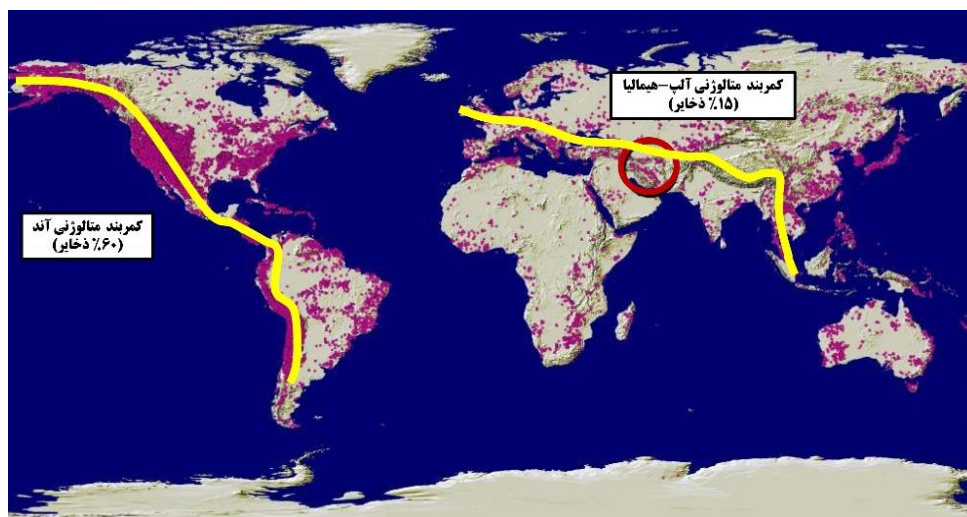 کمربند متالوژنی آلپ-هیمالیا
(۱۵٪ ذخایر)
کمربند متالوژنی آند
(۶۰٪ ذخایر)